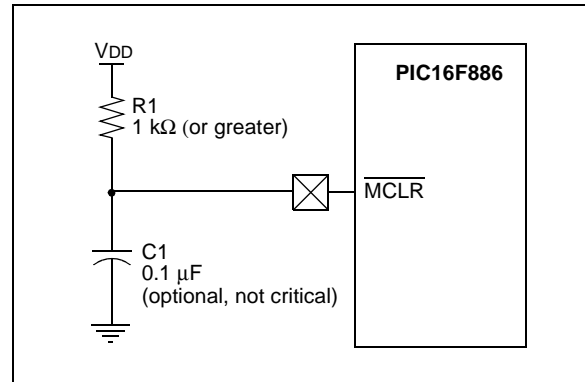 VDD
PIC16F886
R1
1 kΩ (or greater)
MCLR
C1
0.1 μF
(optional, not critical)